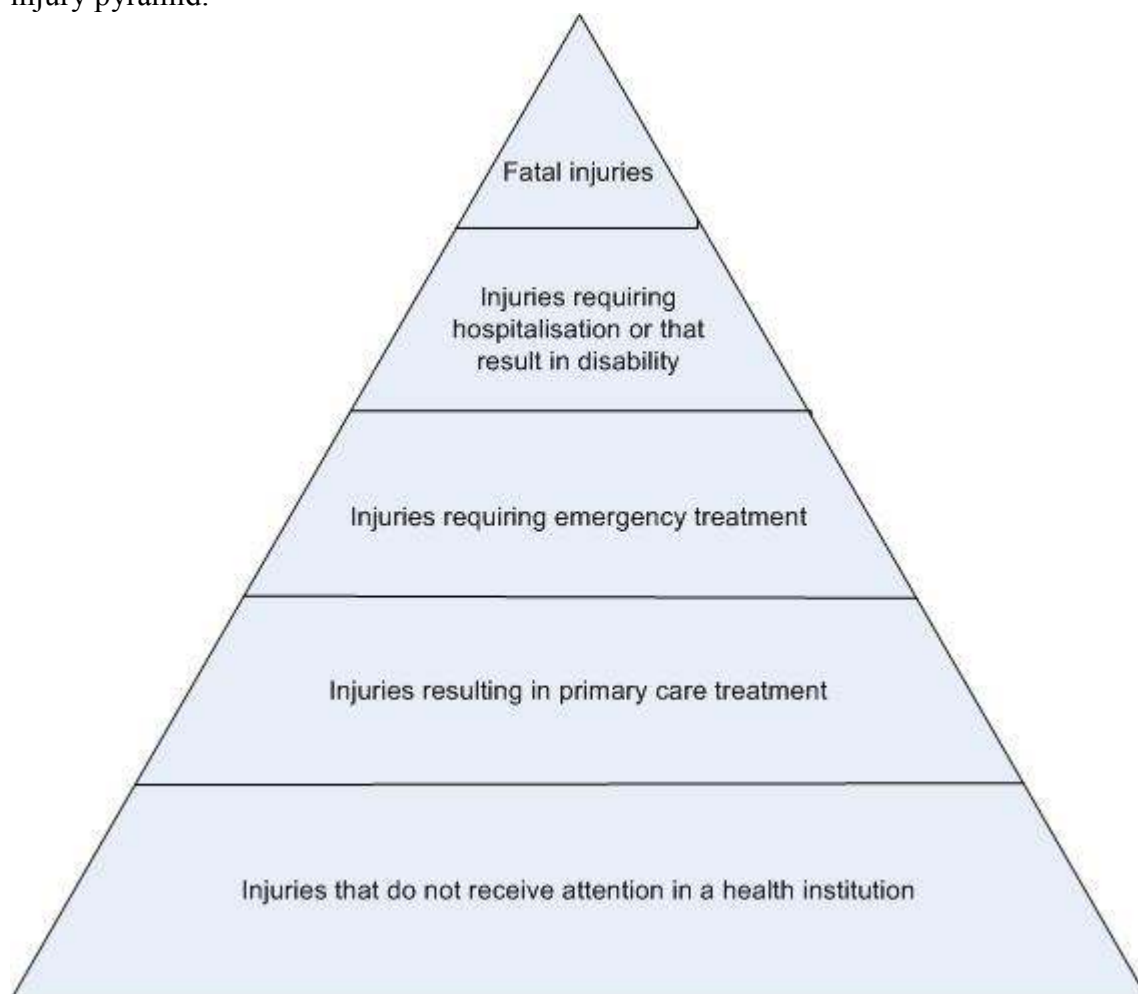 injury pyramid.
Fatal injuries
Injuries requiring
hospitalisation or that
result in disability
Injuries requiring emergency treatment
Injuries resulting in primary care treatment
Injuries that do not receive attention in a health institution